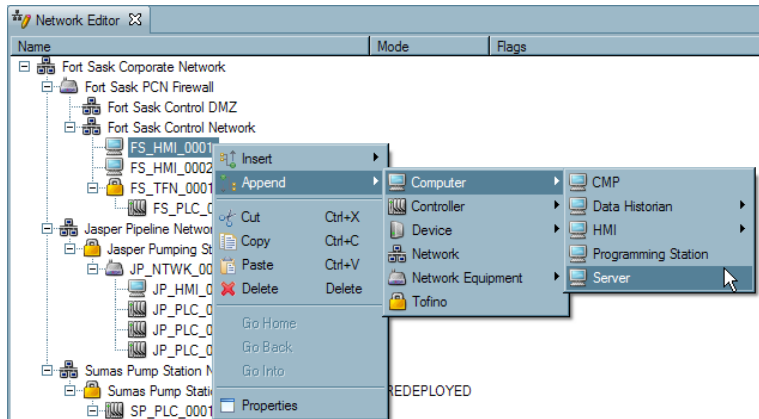 Network Editor
Name Mode Flags
Fort Sask Corporate Network
Fort Sask PCN Firewall
Fort Sask Control DMZ
Fort Sask Control Network
FS_HMI_0001
FS_HMI_0002
FS_TFN_0001
FS_PLC_0
Jasper Pipeline Networ
Jasper Pumping St
JP_NTWK_00
JP_HMI_0
JP_PLC_0
JP_PLC_0
JP_PLC_0
Sumas Pump Station N
Sumas Pump Stati REDEPLOYED
SP_PLC_0001
Insert
Append
Cut Ctrl+X
Copy Ctrl+C
Paste Ctrl+V
Delete Delete
Go Home
Go Back
Go Into
Properties
Computer
Controller
Device
Network
Network Equipment
Tofino
CMP
Data Historian
HMI
Programming Station
Server